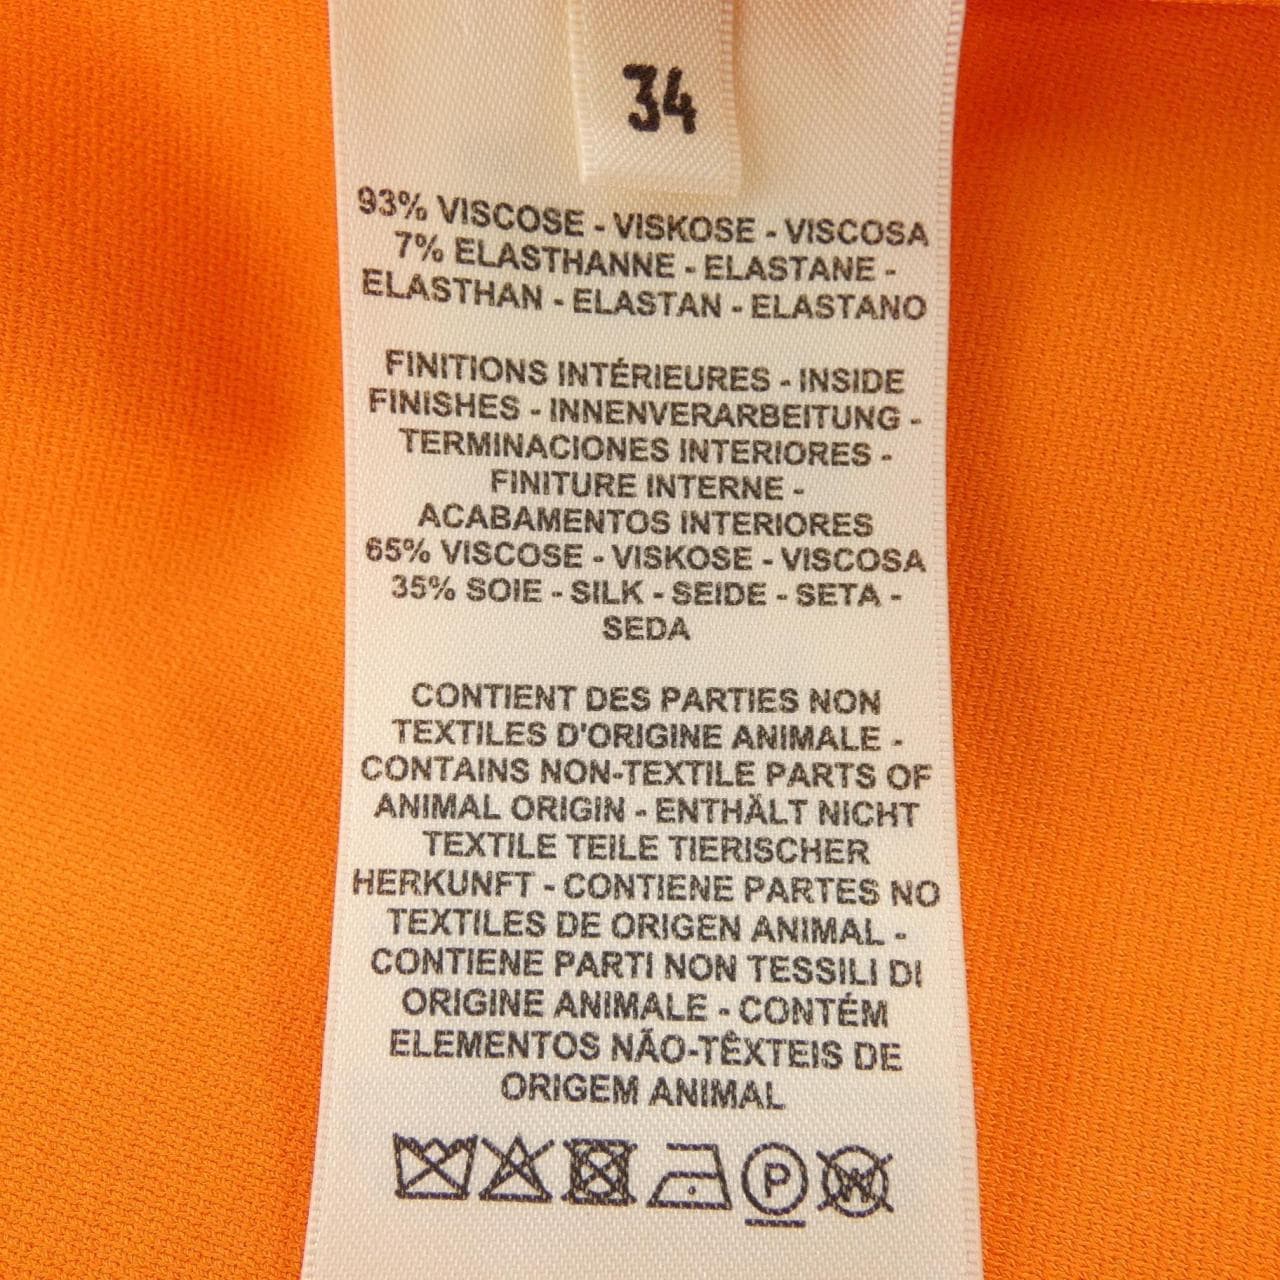 34
93% VISCOSE - VISKOSE - VISCOSA
7% ELASTHANNE - ELASTANE -
ELASTHAN - ELASTAN - ELASTANO
FINITIONS INTÉRIEURES - INSIDE
FINISHES - INNENVERARBEITUNG -
TERMINACIONES INTERIORES -
FINITURE INTERNE -
ACABAMENTOS INTERIORES
65% VISCOSE - VISKOSE - VISCOSA
35% SOIE - SILK - SEIDE - SETA -
SEDA
CONTIENT DES PARTIES NON
TEXTILES D'ORIGINE ANIMALE -
CONTAINS NON-TEXTILE PARTS OF
ANIMAL ORIGIN - ENTHÄLT NICHT
TEXTILE TEILE TIERISCHER
HERKUNFT - CONTIENE PARTES NO
TEXTILES DE ORIGEN ANIMAL -
CONTIENE PARTI NON TESSILI DI
ORIGINE ANIMALE - CONTÉM
ELEMENTOS NÃO-TÊXTEIS DE
ORIGEM ANIMAL
P W